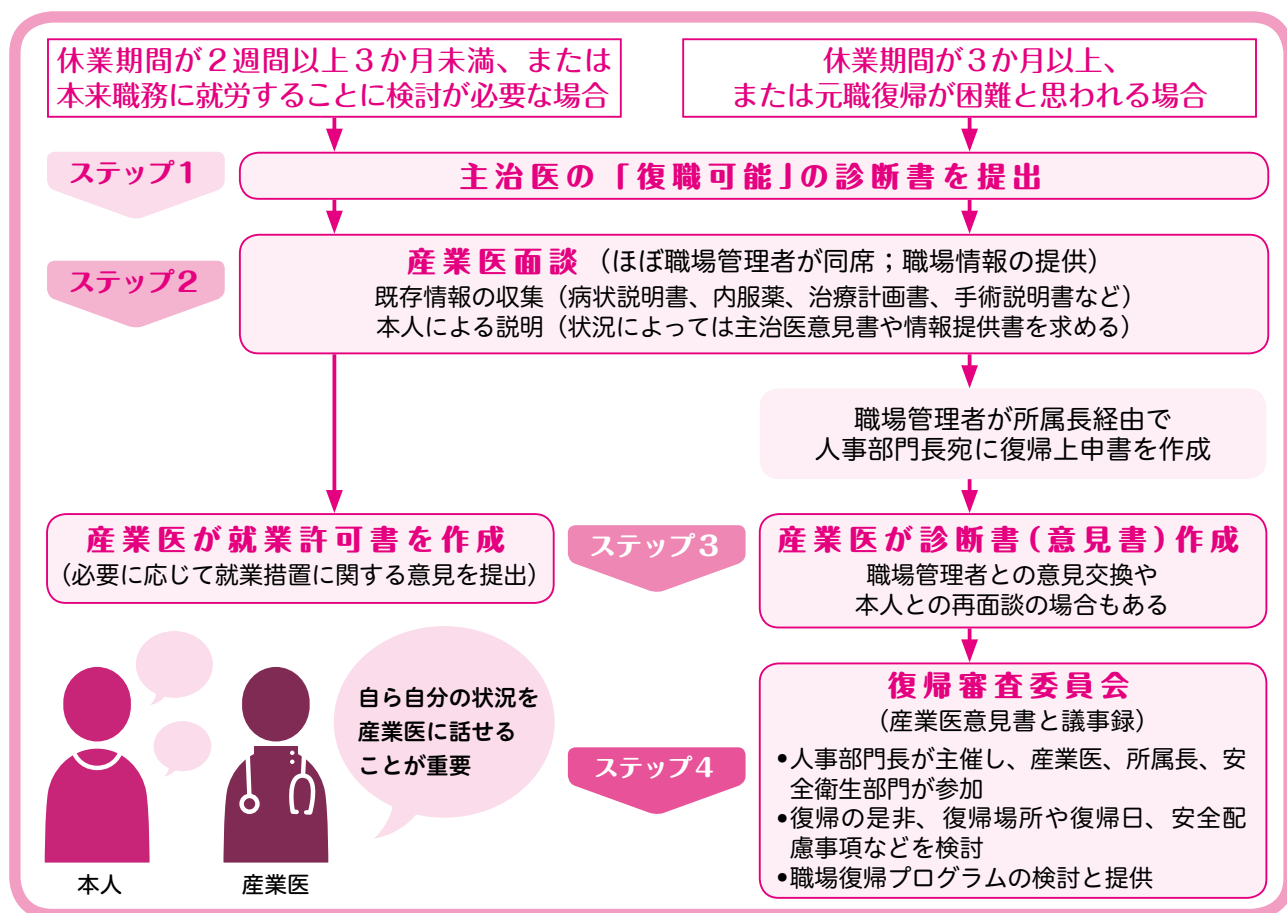 休業期間が２週間以上３か月未満、または
本来職務に就労することに検討が必要な場合
休業期間が３か月以上、
または元職復帰が困難と思われる場合
ステップ1
主治医の「復職可能」の診断書を提出
ステップ2
産業医面談（ほぼ職場管理者が同席；職場情報の提供）
既存情報の収集（病状説明書、内服薬、治療計画書、手術説明書など）
本人による説明（状況によっては主治医意見書や情報提供書を求める）
職場管理者が所属長経由で
人事部門長宛に復帰上申書を作成
産業医が就業許可書を作成
（必要に応じて就業措置に関する意見を提出）
ステップ3
産業医が診断書（意見書）作成
職場管理者との意見交換や
本人との再面談の場合もある
自ら自分の状況を
産業医に話せる
ことが重要
本人
産業医
ステップ4
復帰審査委員会
（産業医意見書と議事録）
•人事部門長が主催し、産業医、所属長、安
全衛生部門が参加
•復帰の是非、復帰場所や復帰日、安全配
慮事項などを検討
•職場復帰プログラムの検討と提供